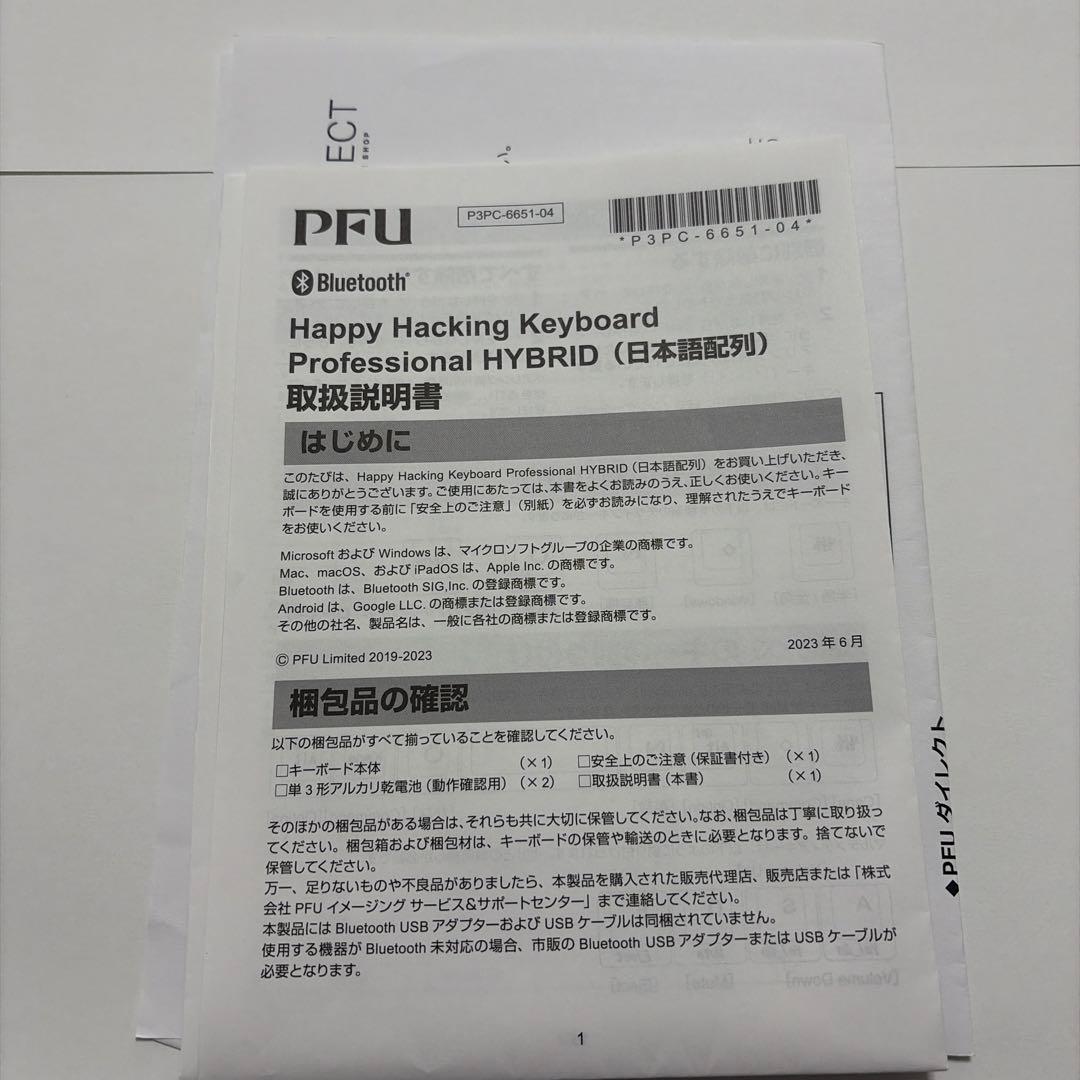 ECT
SHOP
い。
PFU
P3PC-6651-04
*P3PC-6651-04*
Bluetooth®
Happy Hacking Keyboard
Professional HYBRID（日本語配列）
取扱説明書
はじめに
このたびは、Happy Hacking Keyboard Professional HYBRID（日本語配列）をお買い上げいただき、
誠にありがとうございます。ご使用にあたっては、本書をよくお読みのうえ、正しくお使いください。キー
ボードを使用する前に「安全上のご注意」（別紙）を必ずお読みになり、理解されたうえでキーボード
をお使いください。
Microsoft および Windows は、マイクロソフトグループの企業の商標です。
Mac、macOS、および iPadOS は、Apple Inc. の商標です。
Bluetooth は、Bluetooth SIG,Inc. の登録商標です。
Android は、Google LLC. の商標または登録商標です。
その他の社名、製品名は、一般に各社の商標または登録商標です。
© PFU Limited 2019-2023
2023 年 6 月
梱包品の確認
以下の梱包品がすべて揃っていることを確認してください。
□キーボード本体 （× 1） □安全上のご注意（保証書付き） （× 1）
□単 3 形アルカリ乾電池（動作確認用）（× 2） □取扱説明書（本書） （× 1）
そのほかの梱包品がある場合は、それらも共に大切に保管してください。なお、梱包品は丁寧に取り扱っ
てください。梱包箱および梱包材は、キーボードの保管や輸送のときに必要となります。捨てないで
保管してください。
万一、足りないものや不良品がありましたら、本製品を購入された販売代理店、販売店または「株式
会社 PFU イメージング サービス＆サポートセンター」まで連絡してください。
本製品には Bluetooth USB アダプターおよび USB ケーブルは同梱されていません。
使用する機器が Bluetooth 未対応の場合、市販の Bluetooth USB アダプターまたは USB ケーブルが
必要となります。
1
◆PFU ダイレクト